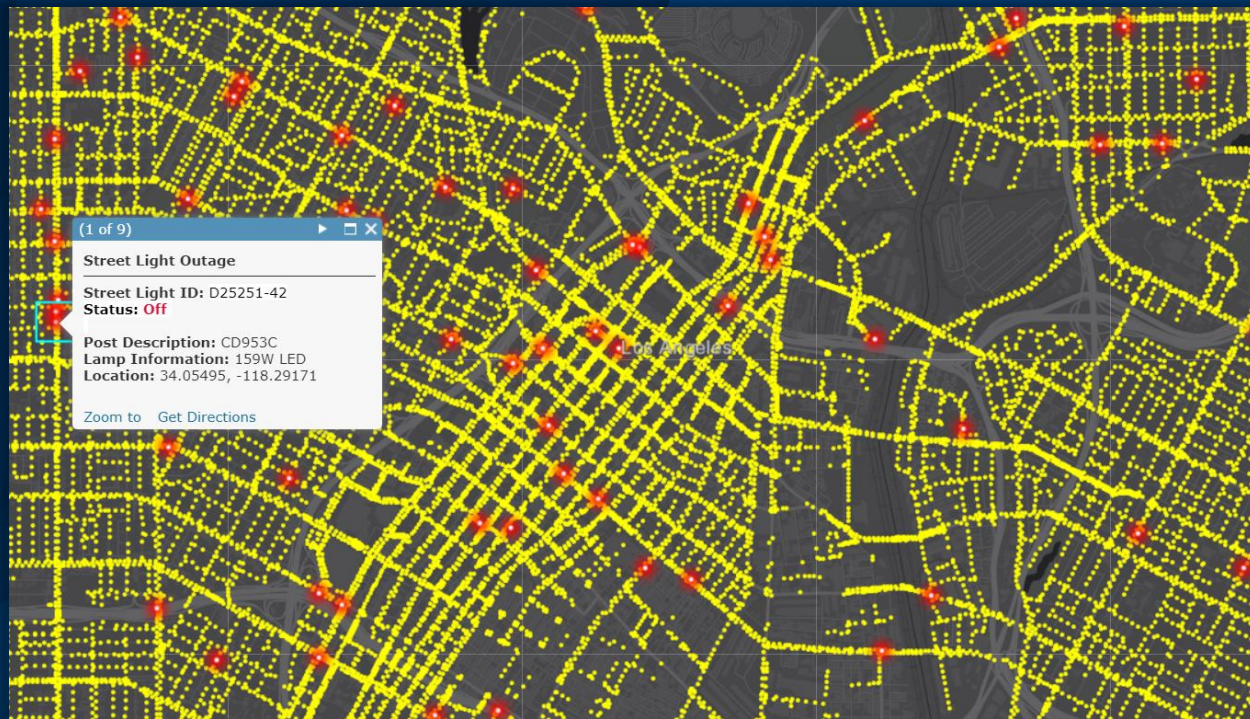 (1 of 9)
Street Light Outage
Street Light ID: D25251-42
Status: Off
Post Description: CD953C
Lamp Information: 159W LED
Location: 34.05495, -118.29171
Zoom to Get Directions
Los Angeles